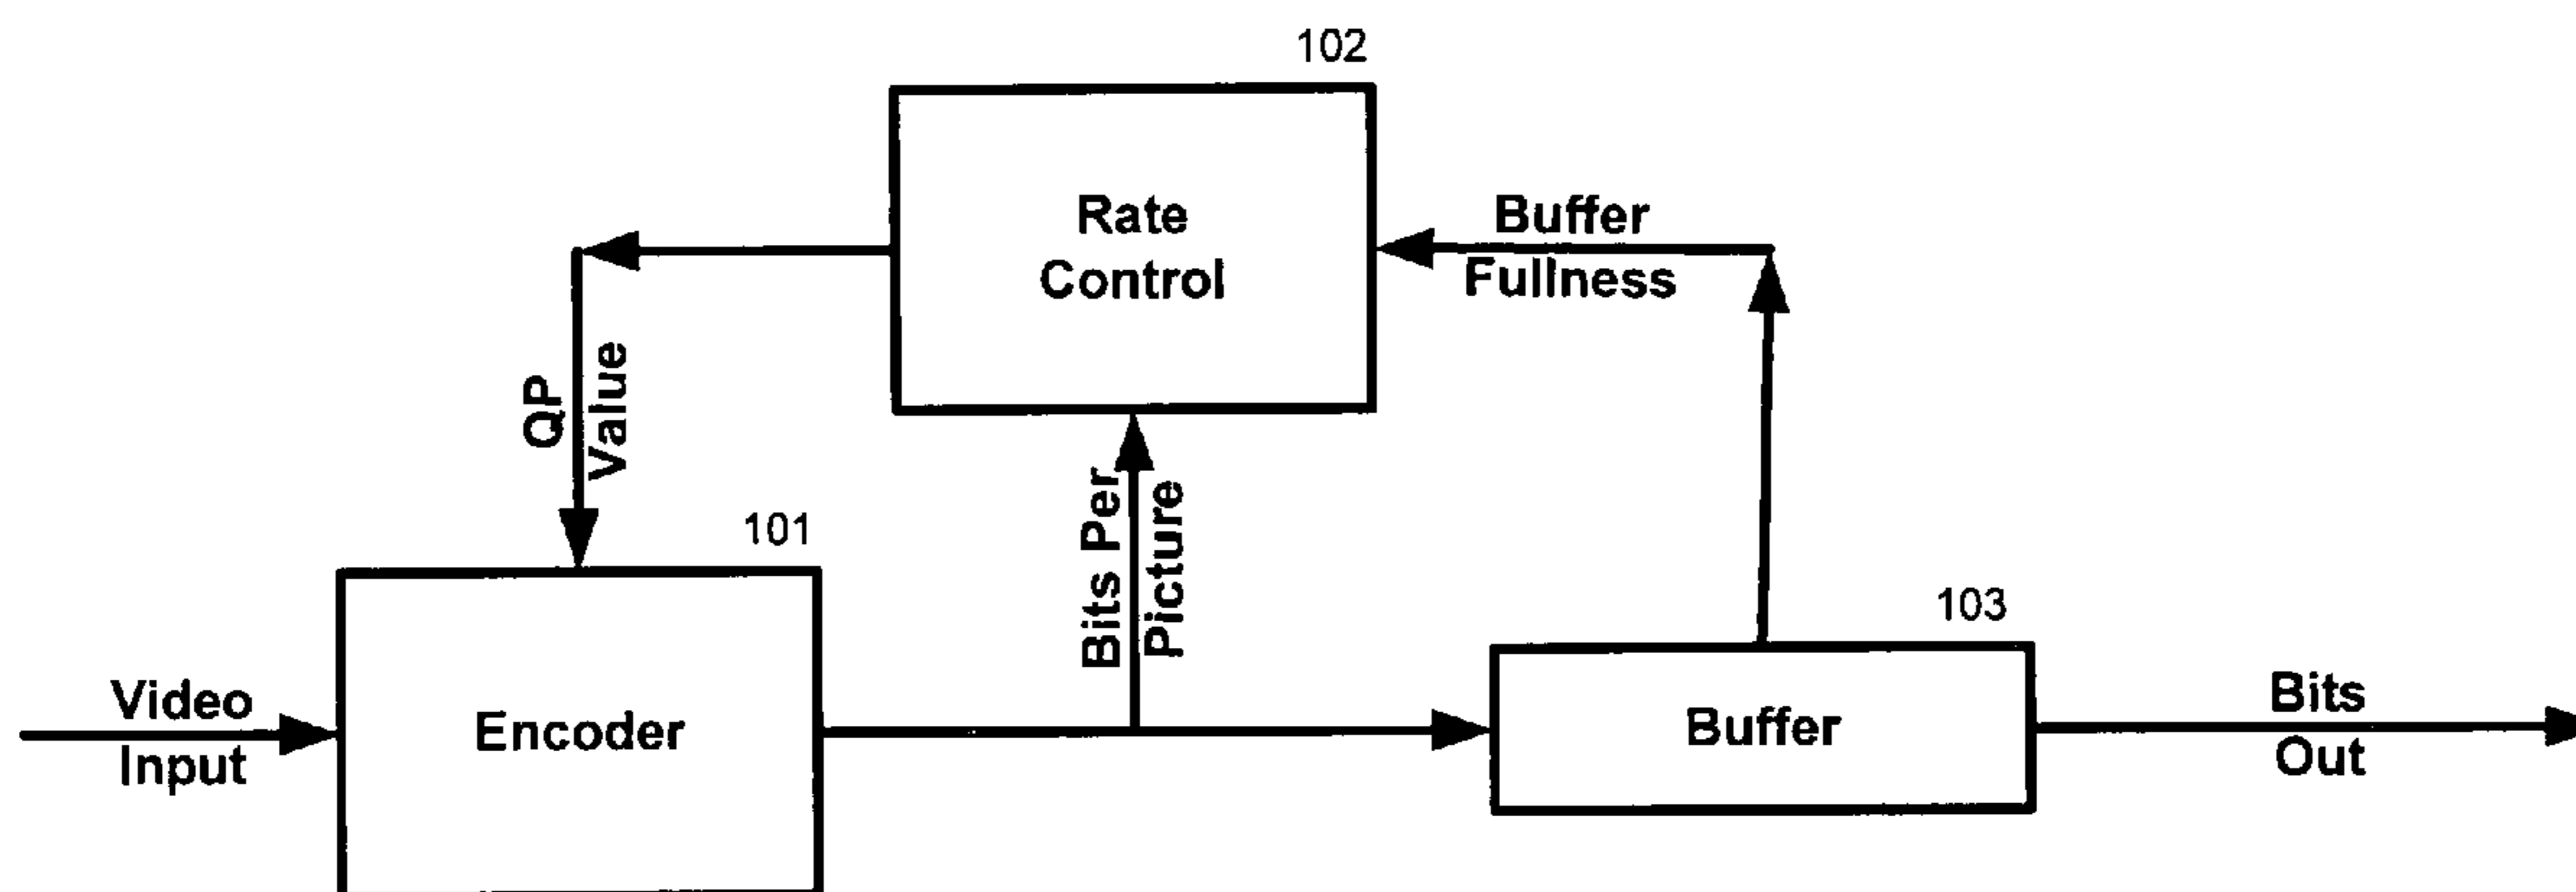 102
Rate
Control
Buffer
Fullness
QP
Value
Bits Per
Picture
101
Encoder
Video
Input
103
Buffer
Bits
Out